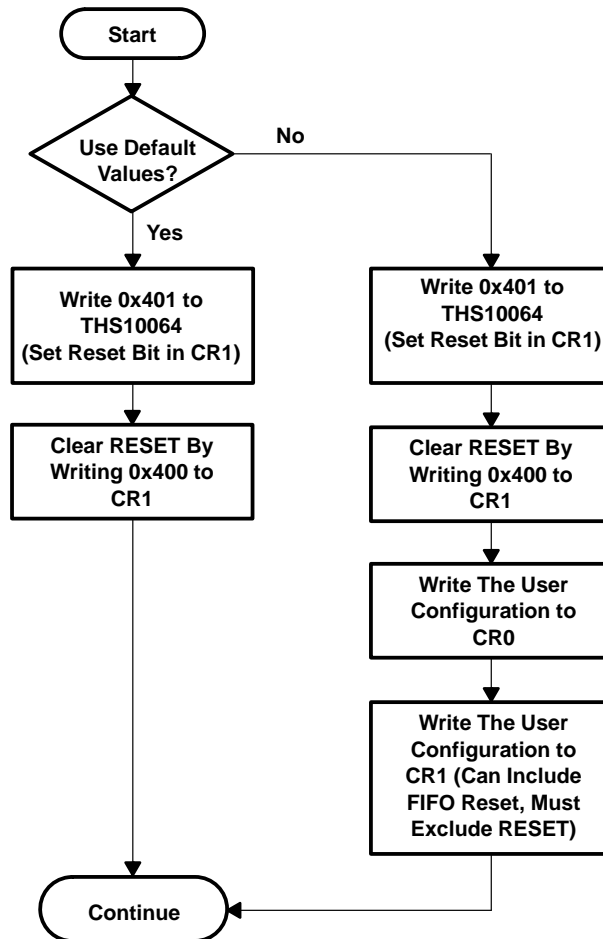 Start
Use Default
Values?
No
Yes
Write 0x401 to
THS10064
(Set Reset Bit in CR1)
Clear RESET By
Writing 0x400 to
CR1
Write 0x401 to
THS10064
(Set Reset Bit in CR1)
Clear RESET By
Writing 0x400 to
CR1
Write The User
Configuration to
CR0
Write The User
Configuration to
CR1 (Can Include
FIFO Reset, Must
Exclude RESET)
Continue